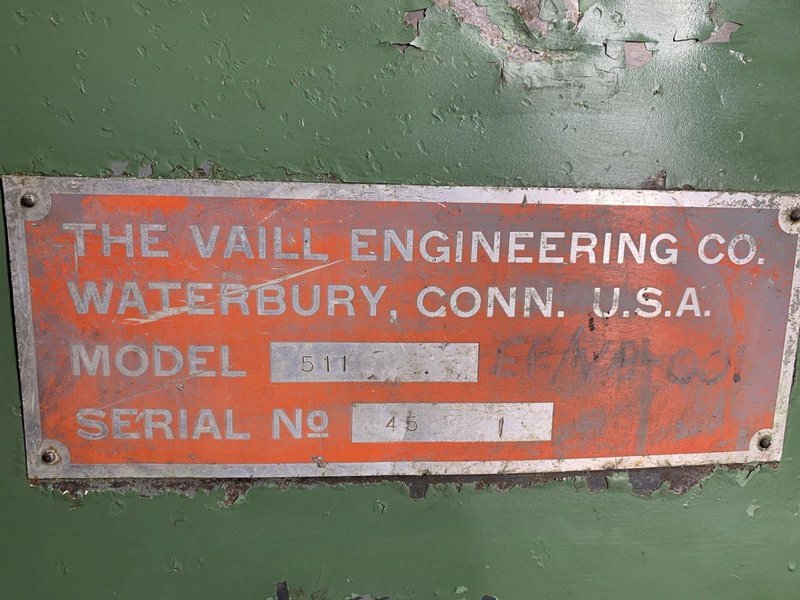 THE VAILL ENGINEERING CO.
WATERBURY, CONN. U.S.A.
MODEL 511
SERIAL Nº 45